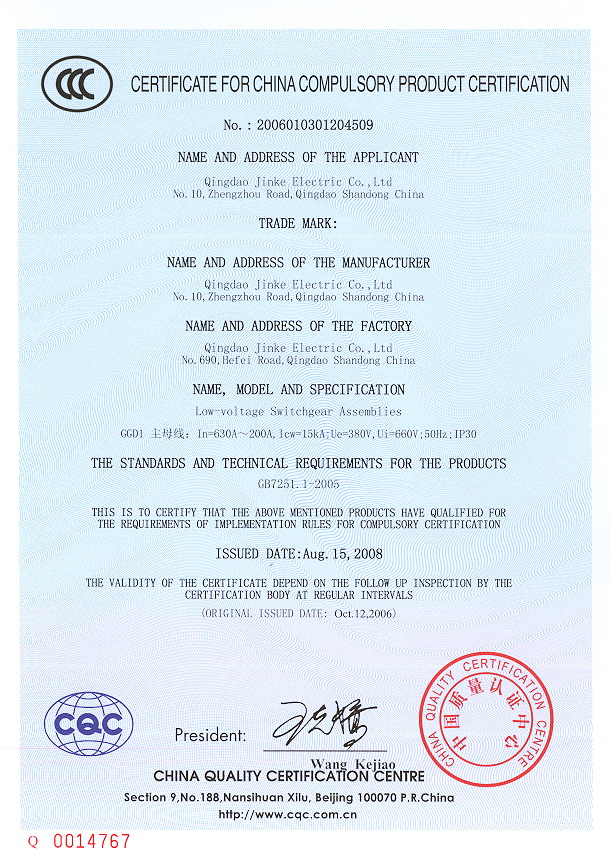 CCC
CERTIFICATE FOR CHINA COMPULSORY PRODUCT CERTIFICATION
No. : 2006010301204509
NAME AND ADDRESS OF THE APPLICANT
Qingdao Jinke Electric Co.,Ltd
No.10,Zhengzhou Road,Qingdao Shandong China
TRADE MARK:
NAME AND ADDRESS OF THE MANUFACTURER
Qingdao Jinke Electric Co.,Ltd
No.10,Zhengzhou Road,Qingdao Shandong China
NAME AND ADDRESS OF THE FACTORY
Qingdao Jinke Electric Co.,Ltd
No.690,Hefei Road,Qingdao Shandong China
NAME, MODEL AND SPECIFICATION
Low-voltage Switchgear Assemblies
GGD1 主母线: In=630A～200A,Icw=15kA;Ue=380V,Ui=660V;50Hz;IP30
THE STANDARDS AND TECHNICAL REQUIREMENTS FOR THE PRODUCTS
GB7251.1-2005
THIS IS TO CERTIFY THAT THE ABOVE MENTIONED PRODUCTS HAVE QUALIFIED FOR
THE REQUIREMENTS OF IMPLEMENTATION RULES FOR COMPULSORY CERTIFICATION
ISSUED DATE:Aug.15,2008
THE VALIDITY OF THE CERTIFICATE DEPEND ON THE FOLLOW UP INSPECTION BY THE
CERTIFICATION BODY AT REGULAR INTERVALS
(ORIGINAL ISSUED DATE: Oct.12,2006)
CQC
President:
Wang Kejiao
CHINA QUALITY CERTIFICATION CENTRE
中国质量认证中心
CHINA QUALITY CERTIFICATION CENTRE
Section 9,No.188,Nansihuan Xilu, Beijing 100070 P.R.China
http://www.cqc.com.cn
Q 0014767